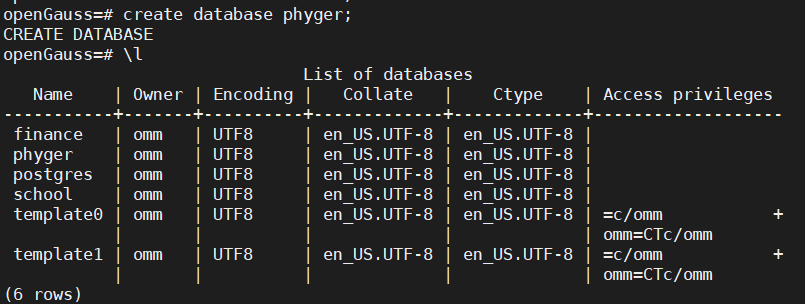 openGauss=# create database phyger;
CREATE DATABASE
openGauss=# \l
                              List of databases
   Name    | Owner | Encoding |   Collate   |    Ctype    | Access privileges
-----------+-------+----------+-------------+-------------+-------------------
 finance   | omm   | UTF8     | en_US.UTF-8 | en_US.UTF-8 |
 phyger    | omm   | UTF8     | en_US.UTF-8 | en_US.UTF-8 |
 postgres  | omm   | UTF8     | en_US.UTF-8 | en_US.UTF-8 |
 school    | omm   | UTF8     | en_US.UTF-8 | en_US.UTF-8 |
 template0 | omm   | UTF8     | en_US.UTF-8 | en_US.UTF-8 | =c/omm           +
           |       |          |             |             | omm=CTc/omm
 template1 | omm   | UTF8     | en_US.UTF-8 | en_US.UTF-8 | =c/omm           +
           |       |          |             |             | omm=CTc/omm
(6 rows)